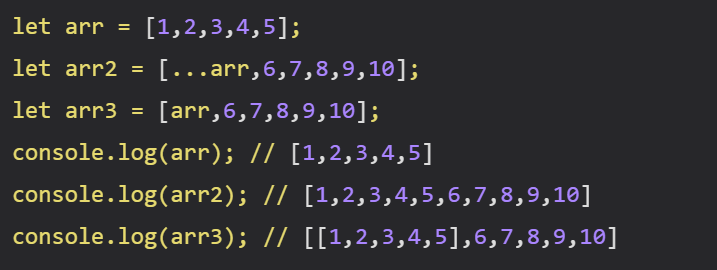 let arr = [1,2,3,4,5];
let arr2 = [...arr,6,7,8,9,10];
let arr3 = [arr,6,7,8,9,10];
console.log(arr); // [1,2,3,4,5]
console.log(arr2); // [1,2,3,4,5,6,7,8,9,10]
console.log(arr3); // [[1,2,3,4,5],6,7,8,9,10]